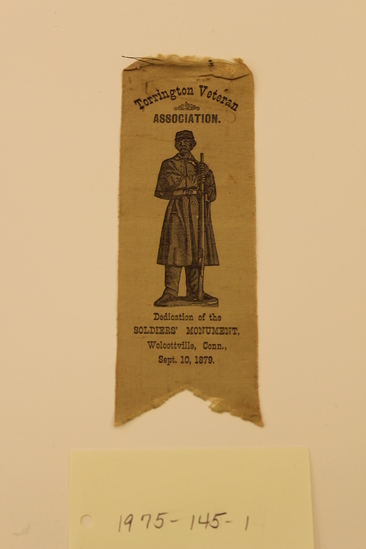 Torrington Veteran
ASSOCIATION.
Dedication of the
SOLDIERS' MONUMENT,
Wolcottville, Conn.,
Sept. 10, 1879.
1975-145-1